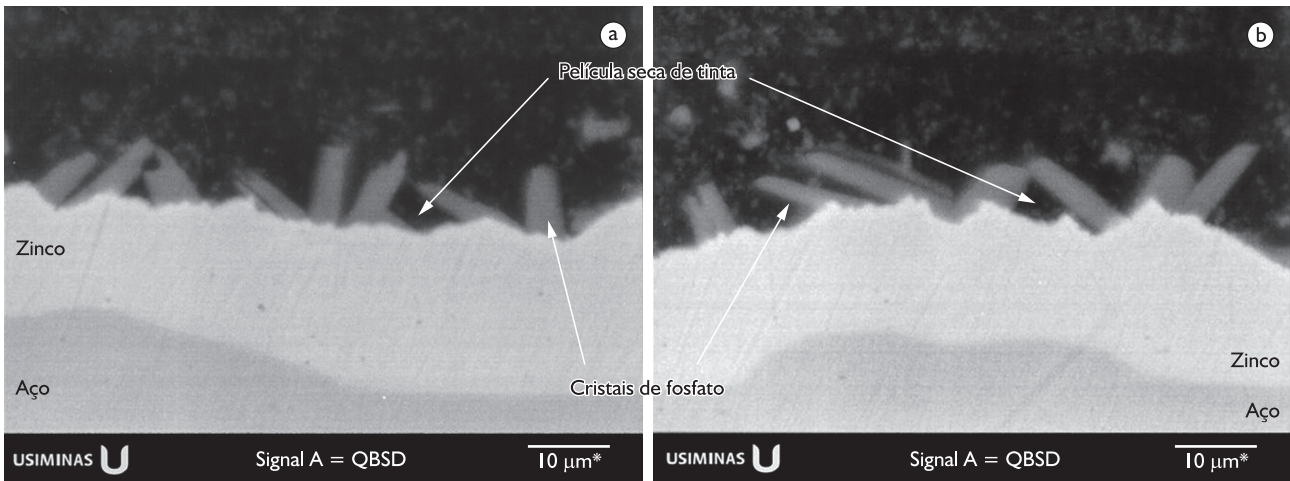 a
b
Película seca de tinta
Zinco
Aço
Cristais de fosfato
Zinco
Aço
USIMINAS U Signal A = QBSD 10 µm*
USIMINAS U Signal A = QBSD 10 µm*